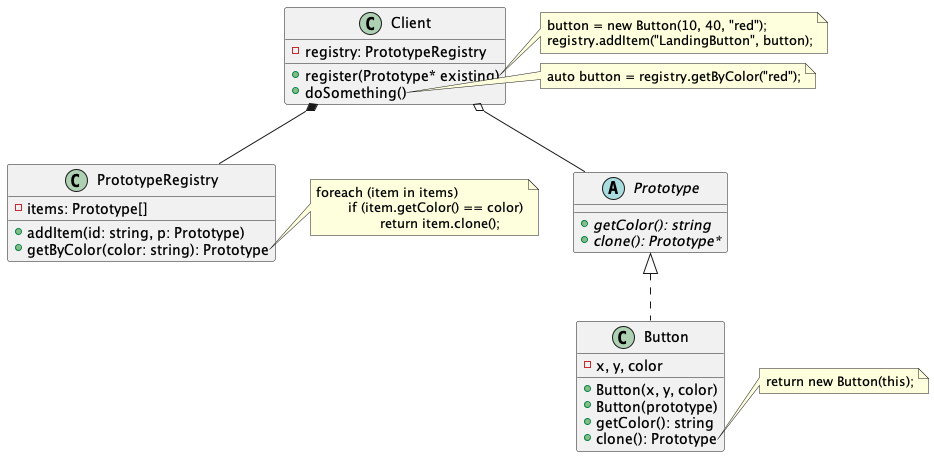 C Client
registry: PrototypeRegistry
register(Prototype* existing)
doSomething()
button = new Button(10, 40, "red");
registry.addItem("LandingButton", button);
auto button = registry.getByColor("red");
C PrototypeRegistry
items: Prototype[]
addItem(id: string, p: Prototype)
getByColor(color: string): Prototype
foreach (item in items)
if (item.getColor() == color)
return item.clone();
A Prototype
getColor(): string
clone(): Prototype*
C Button
x, y, color
Button(x, y, color)
Button(prototype)
getColor(): string
clone(): Prototype
return new Button(this);